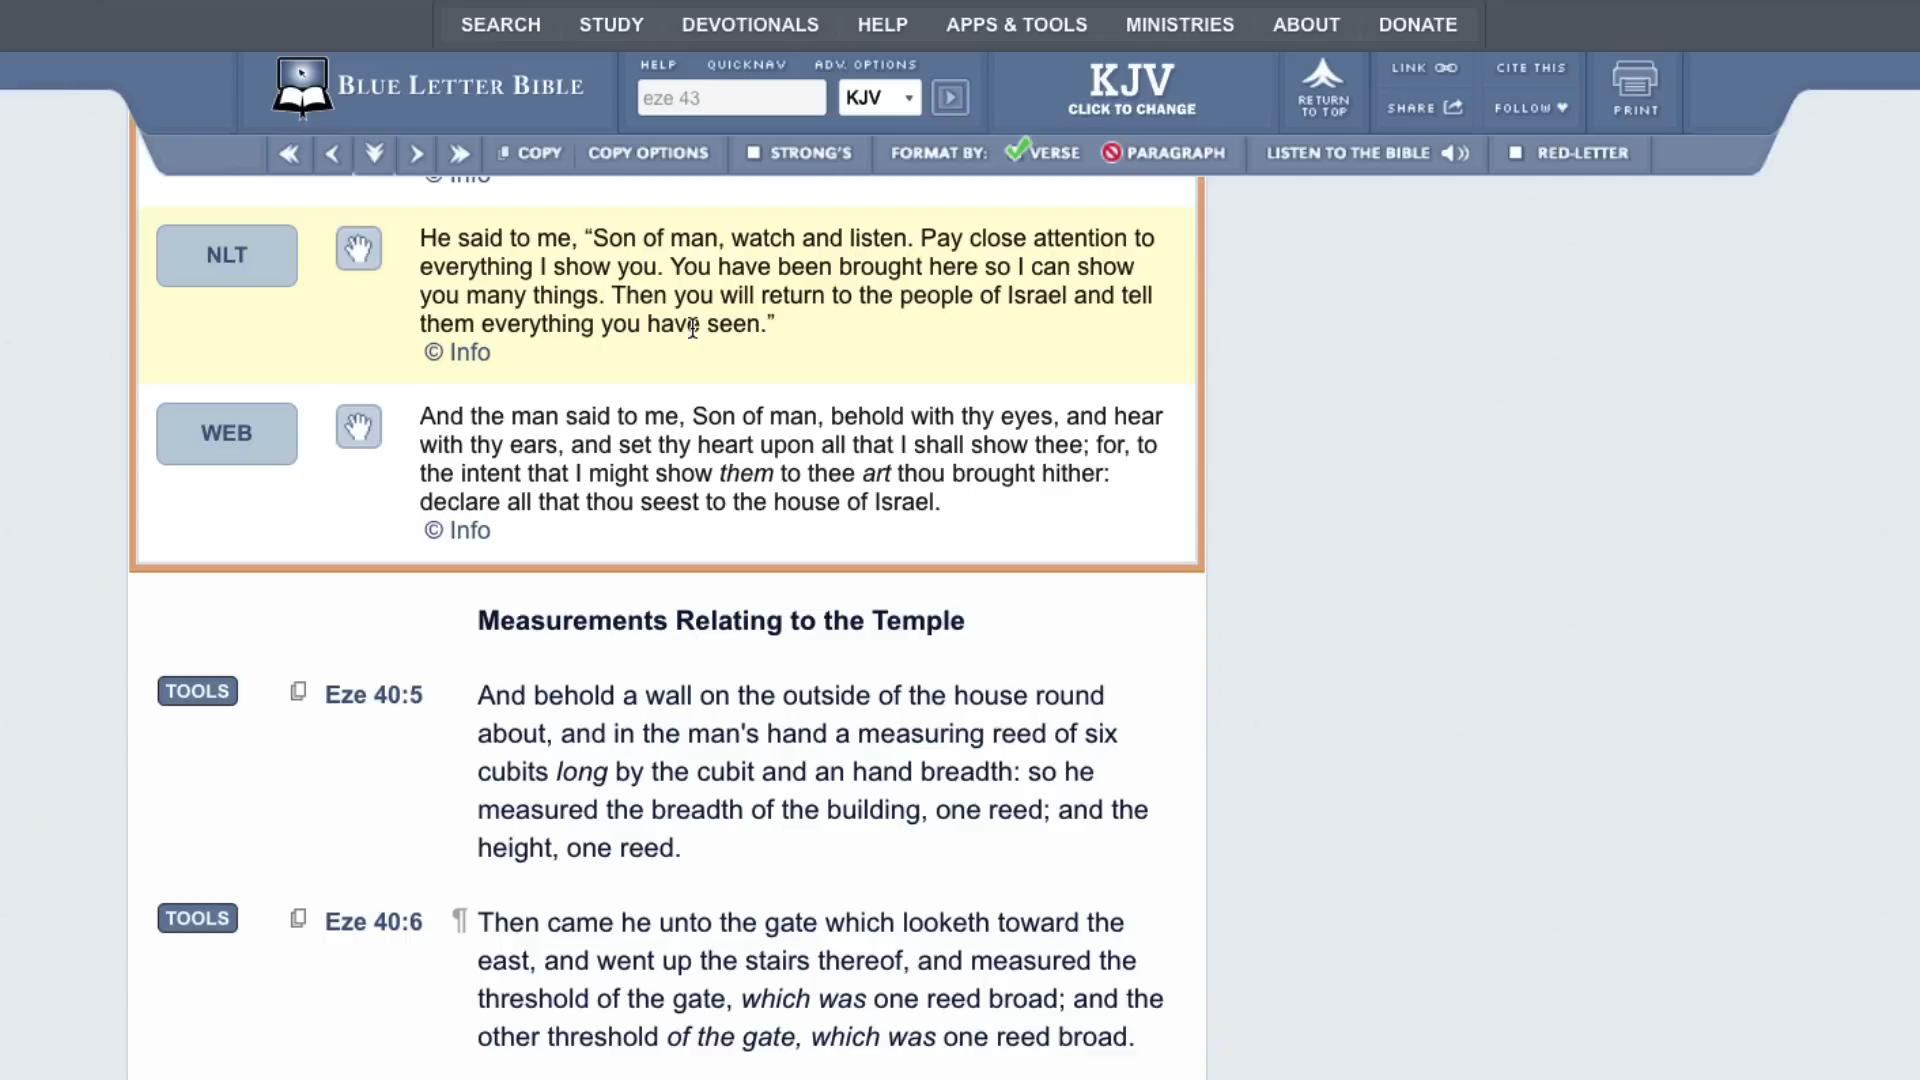 SEARCH STUDY DEVOTIONALS HELP APPS & TOOLS MINISTRIES ABOUT DONATE
BLUE LETTER BIBLE
HELP QUICKNAV ADV. OPTIONS
eze 43 KJV
KJV
CLICK TO CHANGE
RETURN
TO TOP
LINK CITE THIS
SHARE FOLLOW
PRINT
COPY COPY OPTIONS STRONG'S FORMAT BY: VERSE PARAGRAPH LISTEN TO THE BIBLE RED-LETTER
© Info
NLT
He said to me, “Son of man, watch and listen. Pay close attention to
everything I show you. You have been brought here so I can show
you many things. Then you will return to the people of Israel and tell
them everything you have seen.”
© Info
WEB
And the man said to me, Son of man, behold with thy eyes, and hear
with thy ears, and set thy heart upon all that I shall show thee; for, to
the intent that I might show them to thee art thou brought hither:
declare all that thou seest to the house of Israel.
© Info
Measurements Relating to the Temple
TOOLS Eze 40:5 And behold a wall on the outside of the house round
about, and in the man's hand a measuring reed of six
cubits long by the cubit and an hand breadth: so he
measured the breadth of the building, one reed; and the
height, one reed.
TOOLS Eze 40:6 ¶ Then came he unto the gate which looketh toward the
east, and went up the stairs thereof, and measured the
threshold of the gate, which was one reed broad; and the
other threshold of the gate, which was one reed broad.